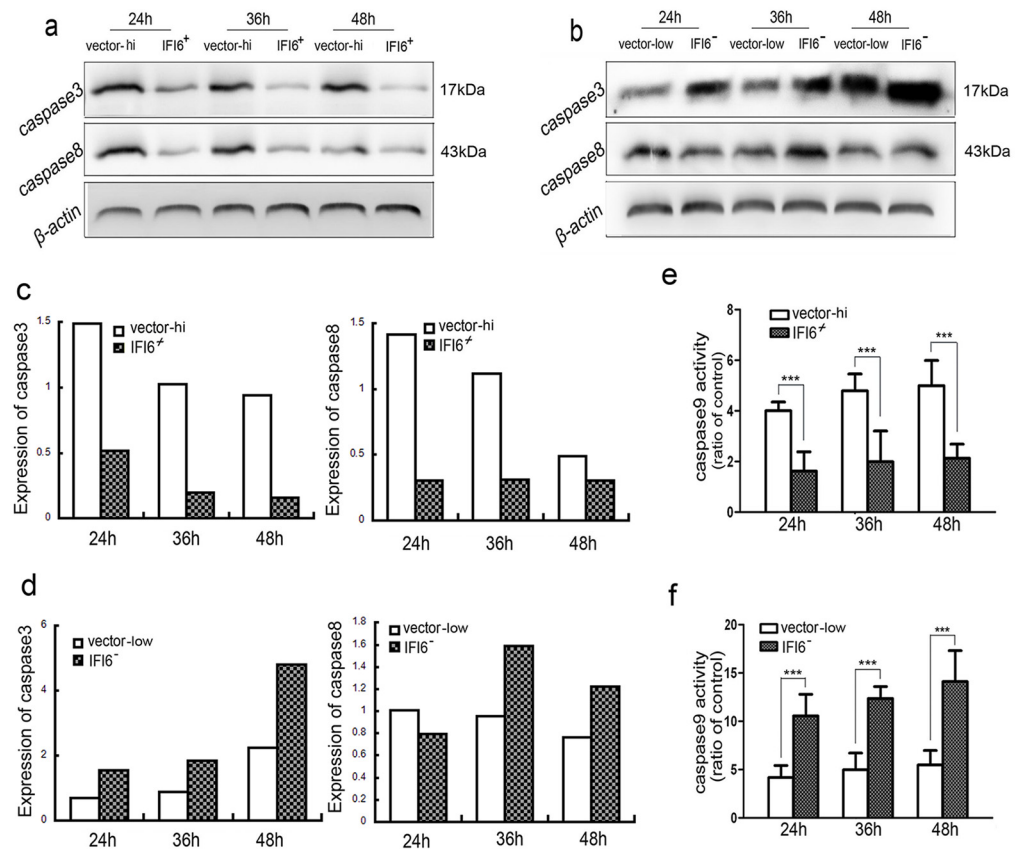 a
24h 36h 48h
vector-hi IFI6+ vector-hi IFI6+ vector-hi IFI6+
caspase3 17kDa
caspase8 43kDa
β-actin
b
24h 36h 48h
vector-low IFI6- vector-low IFI6- vector-low IFI6-
caspase3 17kDa
caspase8 43kDa
β-actin
c
Expression of caspase3
1.5
1
0.5
0
vector-hi
IFI6+
24h 36h 48h
Expression of caspase8
1.5
1
0.5
0
vector-hi
IFI6+
24h 36h 48h
e
caspase9 activity
(ratio of control)
8
6
4
2
0
vector-hi
IFI6+
*** *** ***
24h 36h 48h
d
Expression of caspase3
6
4
2
0
vector-low
IFI6-
24h 36h 48h
Expression of caspase8
1.8
1.6
1.4
1.2
1
0.8
0.6
0.4
0.2
0
vector-low
IFI6-
24h 36h 48h
f
caspase9 activity
(ratio of control)
20
15
10
5
0
vector-low
IFI6-
*** *** ***
24h 36h 48h